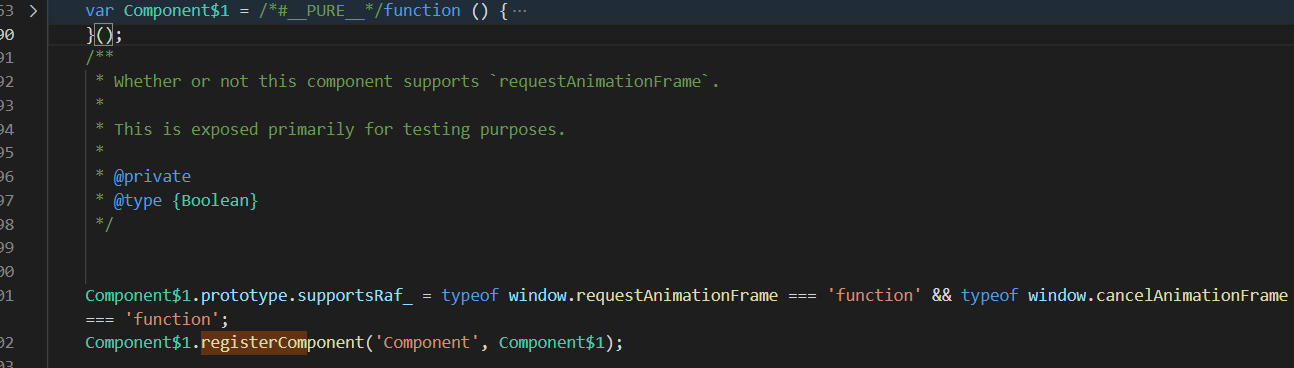 53 > var Component$1 = /*#__PURE__*/function () { ···
90 }();
91 /**
92 * Whether or not this component supports `requestAnimationFrame`.
93 *
94 * This is exposed primarily for testing purposes.
95 *
96 * @private
97 * @type {Boolean}
98 */
99
00
01 Component$1.prototype.supportsRaf_ = typeof window.requestAnimationFrame === 'function' && typeof window.cancelAnimationFrame
=== 'function';
02 Component$1.registerComponent('Component', Component$1);
03